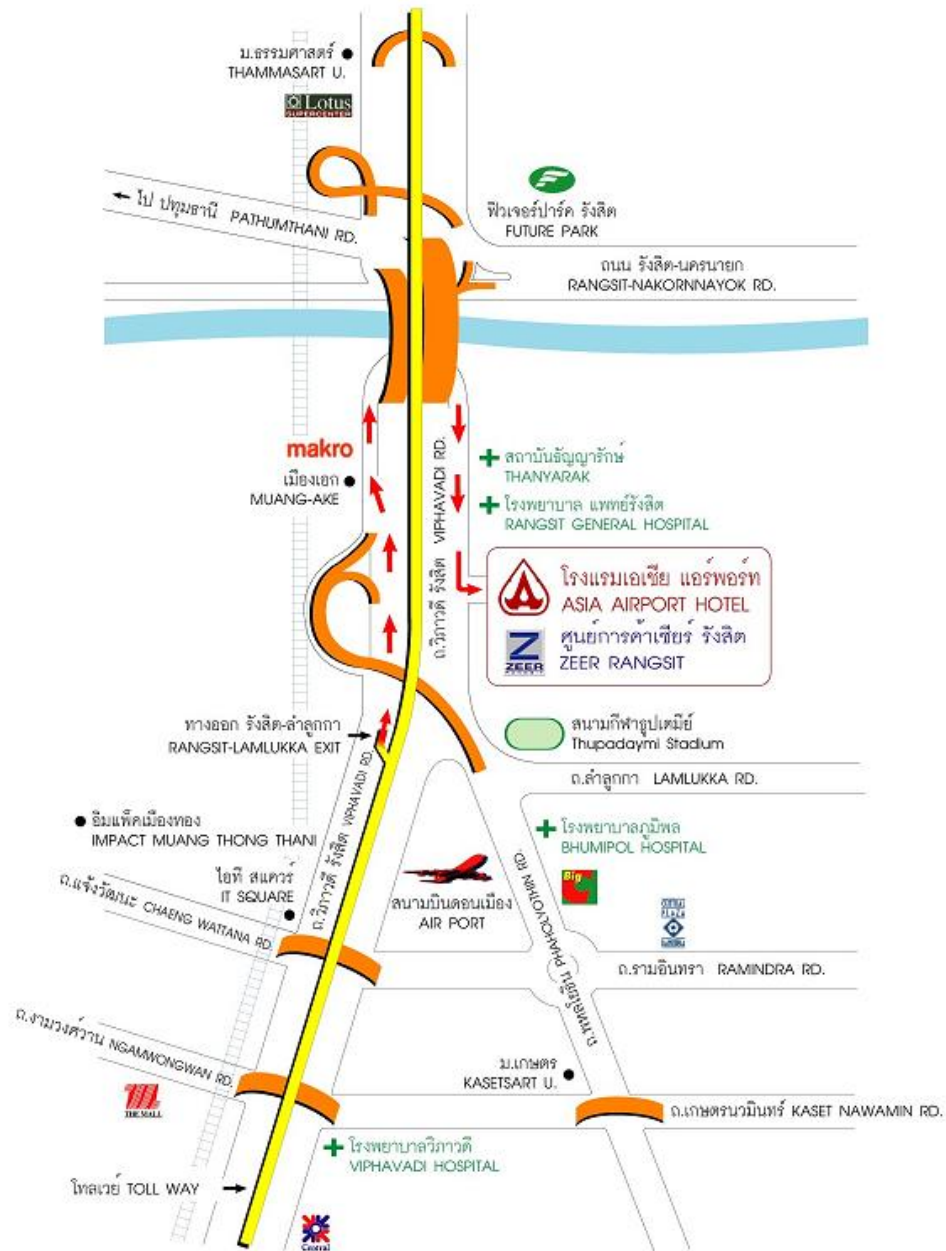 ม.ธรรมศาสตร์
THAMMASART U.
Lotus
SUPERCENTER
ไป ปทุมธานี PATHUMTHANI RD.
ฟิวเจอร์ปาร์ค รังสิต
FUTURE PARK
ถนน รังสิต-นครนายก
RANGSIT-NAKORNNAYOK RD.
makro
เมืองเอก
MUANG-AKE
ถ.วิภาวดี รังสิต VIPHAVADI RD.
สถาบันธัญญารักษ์
THANYARAK
โรงพยาบาล แพทย์รังสิต
RANGSIT GENERAL HOSPITAL
โรงแรมเอเชีย แอร์พอร์ท
ASIA AIRPORT HOTEL
Z
ZEER
ศูนย์การค้าเซียร์ รังสิต
ZEER RANGSIT
ทางออก รังสิต-ลำลูกกา
RANGSIT-LAMLUKKA EXIT
สนามกีฬาธูปเตมีย์
Thupadaymi Stadium
ถ.ลำลูกกา LAMLUKKA RD.
อิมแพ็คเมืองทอง
IMPACT MUANG THONG THANI
ถ.วิภาวดี รังสิต VIPHAVADI RD.
โรงพยาบาลภูมิพล
BHUMIPOL HOSPITAL
ไอที สแควร์
IT SQUARE
Big
สนามบินดอนเมือง
AIR PORT
ถ.พหลโยธิน PHAHOLYOTHIN RD.
ถ.แจ้งวัฒนะ CHAENG WATTANA RD.
ถ.รามอินทรา RAMINDRA RD.
ถ.งามวงศ์วาน NGAMWONGWAN RD.
ม.เกษตร
KASETSART U.
THE MALL
ถ.เกษตรนวมินทร์ KASET NAWAMIN RD.
โรงพยาบาลวิภาวดี
VIPHAVADI HOSPITAL
โทลเวย์ TOLL WAY
Central